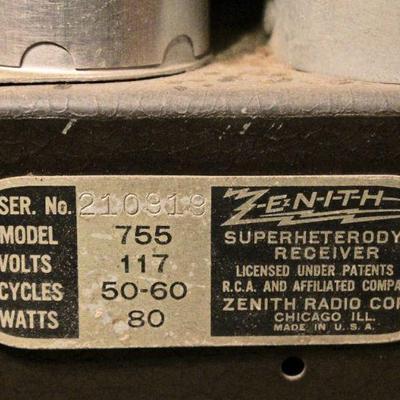 SER. No. 210919
MODEL 755
VOLTS 117
CYCLES 50-60
WATTS 80
ZENITH
SUPERHETERODY
RECEIVER
LICENSED UNDER PATENTS
R.C.A. AND AFFILIATED COMPA
ZENITH RADIO COR
CHICAGO ILL.
MADE IN U.S.A.